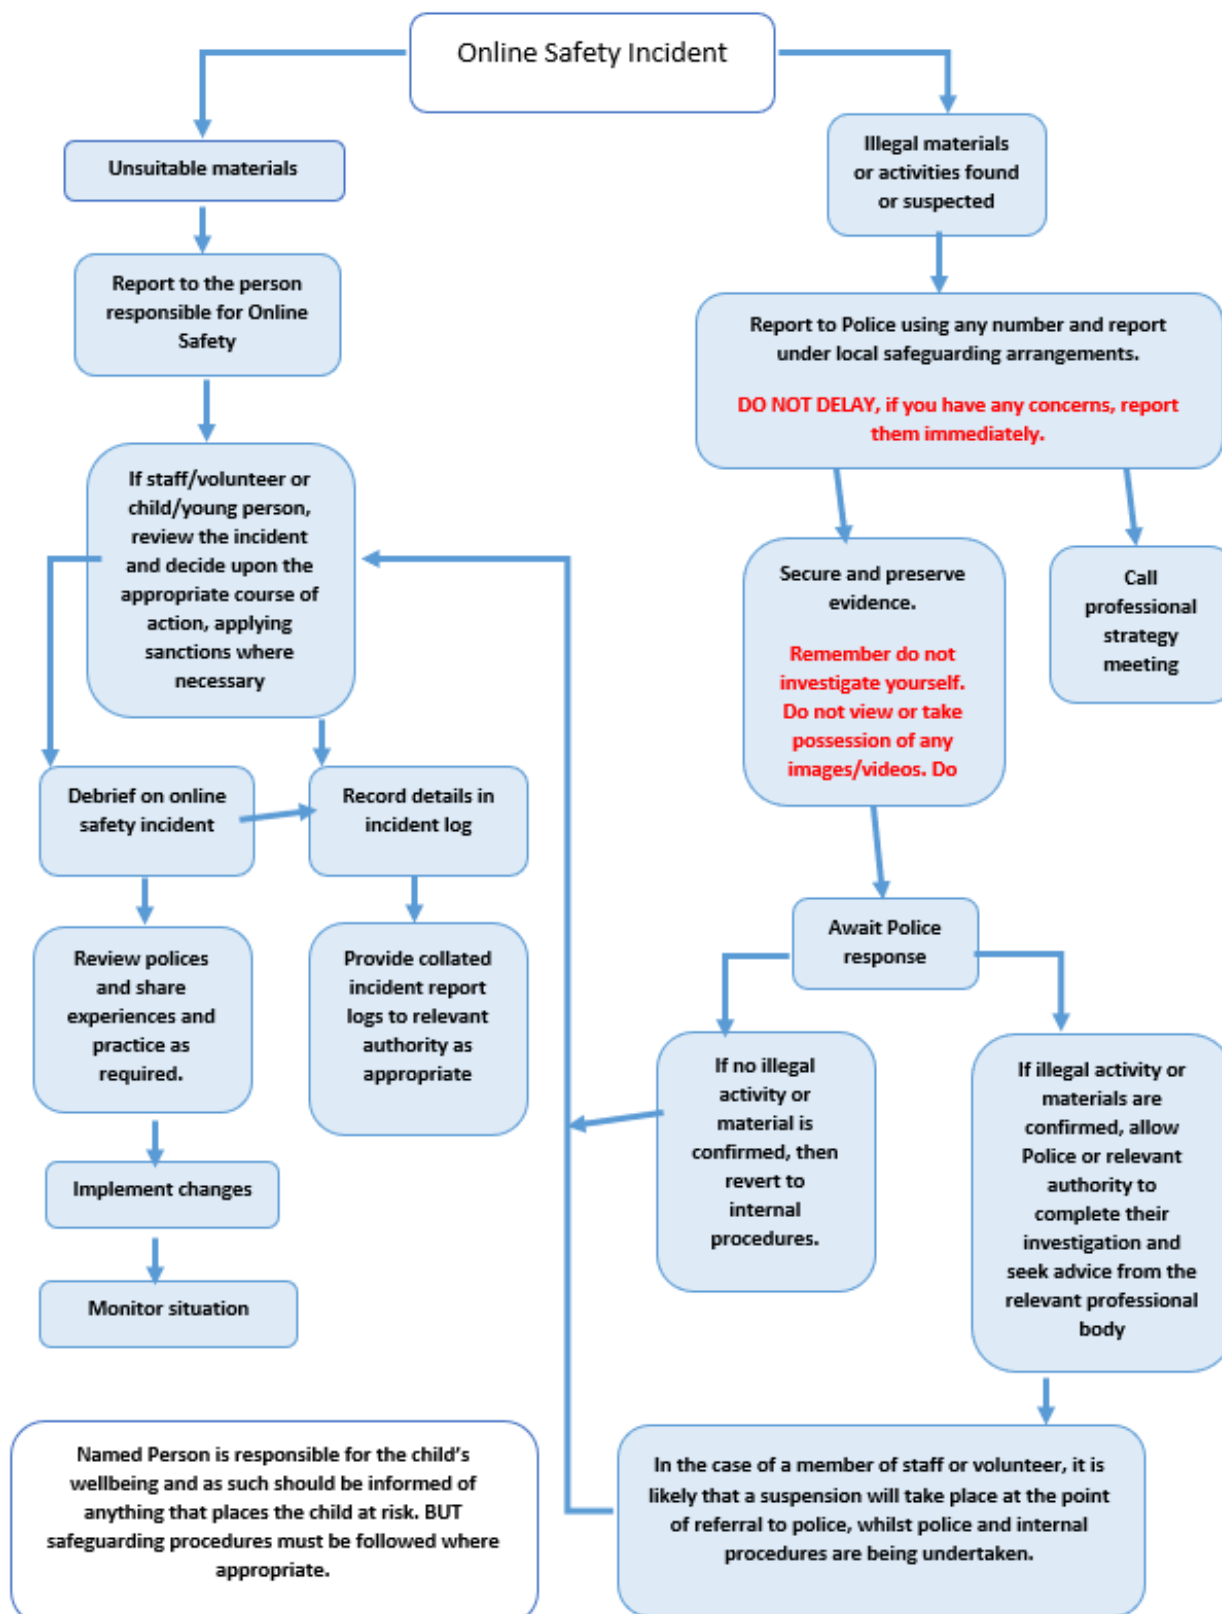 Online Safety Incident
Unsuitable materials
Report to the person
responsible for Online
Safety
If staff/volunteer or
child/young person,
review the incident
and decide upon the
appropriate course of
action, applying
sanctions where
necessary
Debrief on online
safety incident
Record details in
incident log
Review polices
and share
experiences and
practice as
required.
Provide collated
incident report
logs to relevant
authority as
appropriate
Implement changes
Monitor situation
Illegal materials
or activities found
or suspected
Report to Police using any number and report
under local safeguarding arrangements.
DO NOT DELAY, if you have any concerns, report
them immediately.
Secure and preserve
evidence.
Remember do not
investigate yourself.
Do not view or take
possession of any
images/videos. Do
Call
professional
strategy
meeting
Await Police
response
If no illegal
activity or
material is
confirmed, then
revert to
internal
procedures.
If illegal activity or
materials are
confirmed, allow
Police or relevant
authority to
complete their
investigation and
seek advice from the
relevant professional
body
Named Person is responsible for the child’s
wellbeing and as such should be informed of
anything that places the child at risk. BUT
safeguarding procedures must be followed where
appropriate.
In the case of a member of staff or volunteer, it is
likely that a suspension will take place at the point
of referral to police, whilst police and internal
procedures are being undertaken.